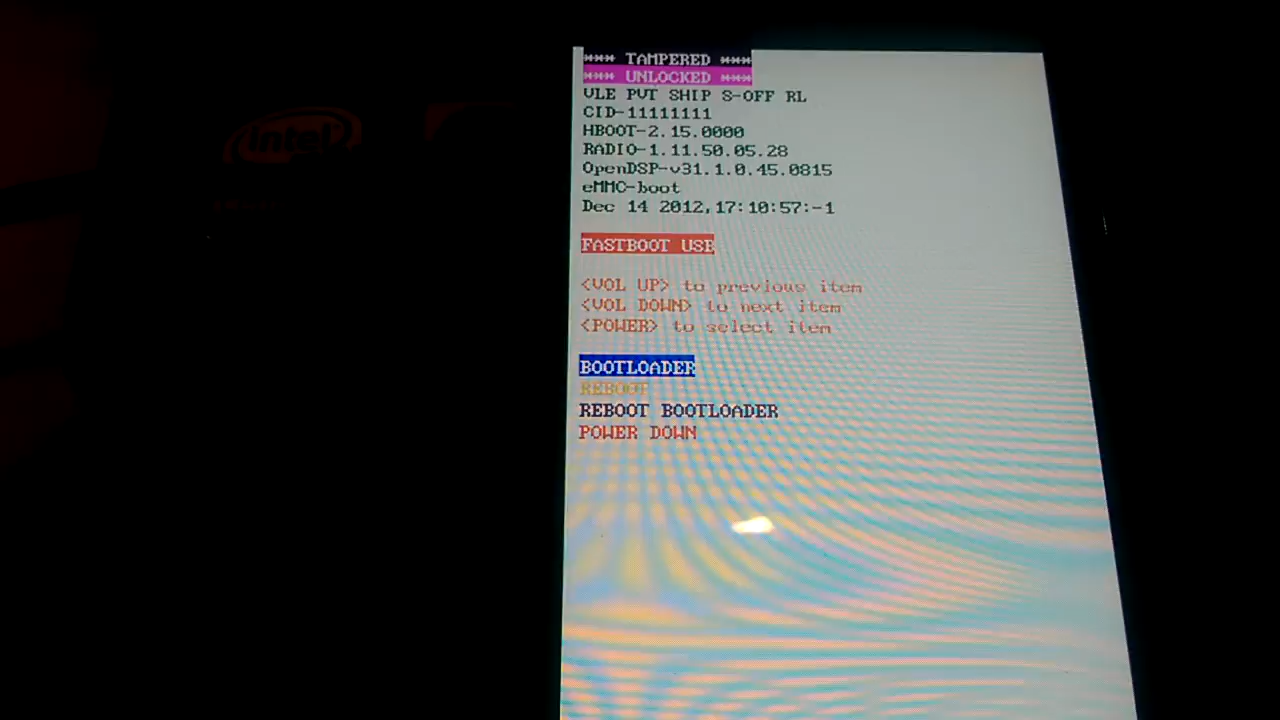 intel
*** TAMPERED ***
*** UNLOCKED ***
VLE PVT SHIP S-OFF RL
CID-11111111
HBOOT-2.15.0000
RADIO-1.11.50.05.28
OpenDSP-v31.1.0.45.0815
eMMC-boot
Dec 14 2012,17:10:57:-1
FASTBOOT USB
<VOL UP> to previous item
<VOL DOWN> to next item
<POWER> to select item
BOOTLOADER
REBOOT
REBOOT BOOTLOADER
POWER DOWN